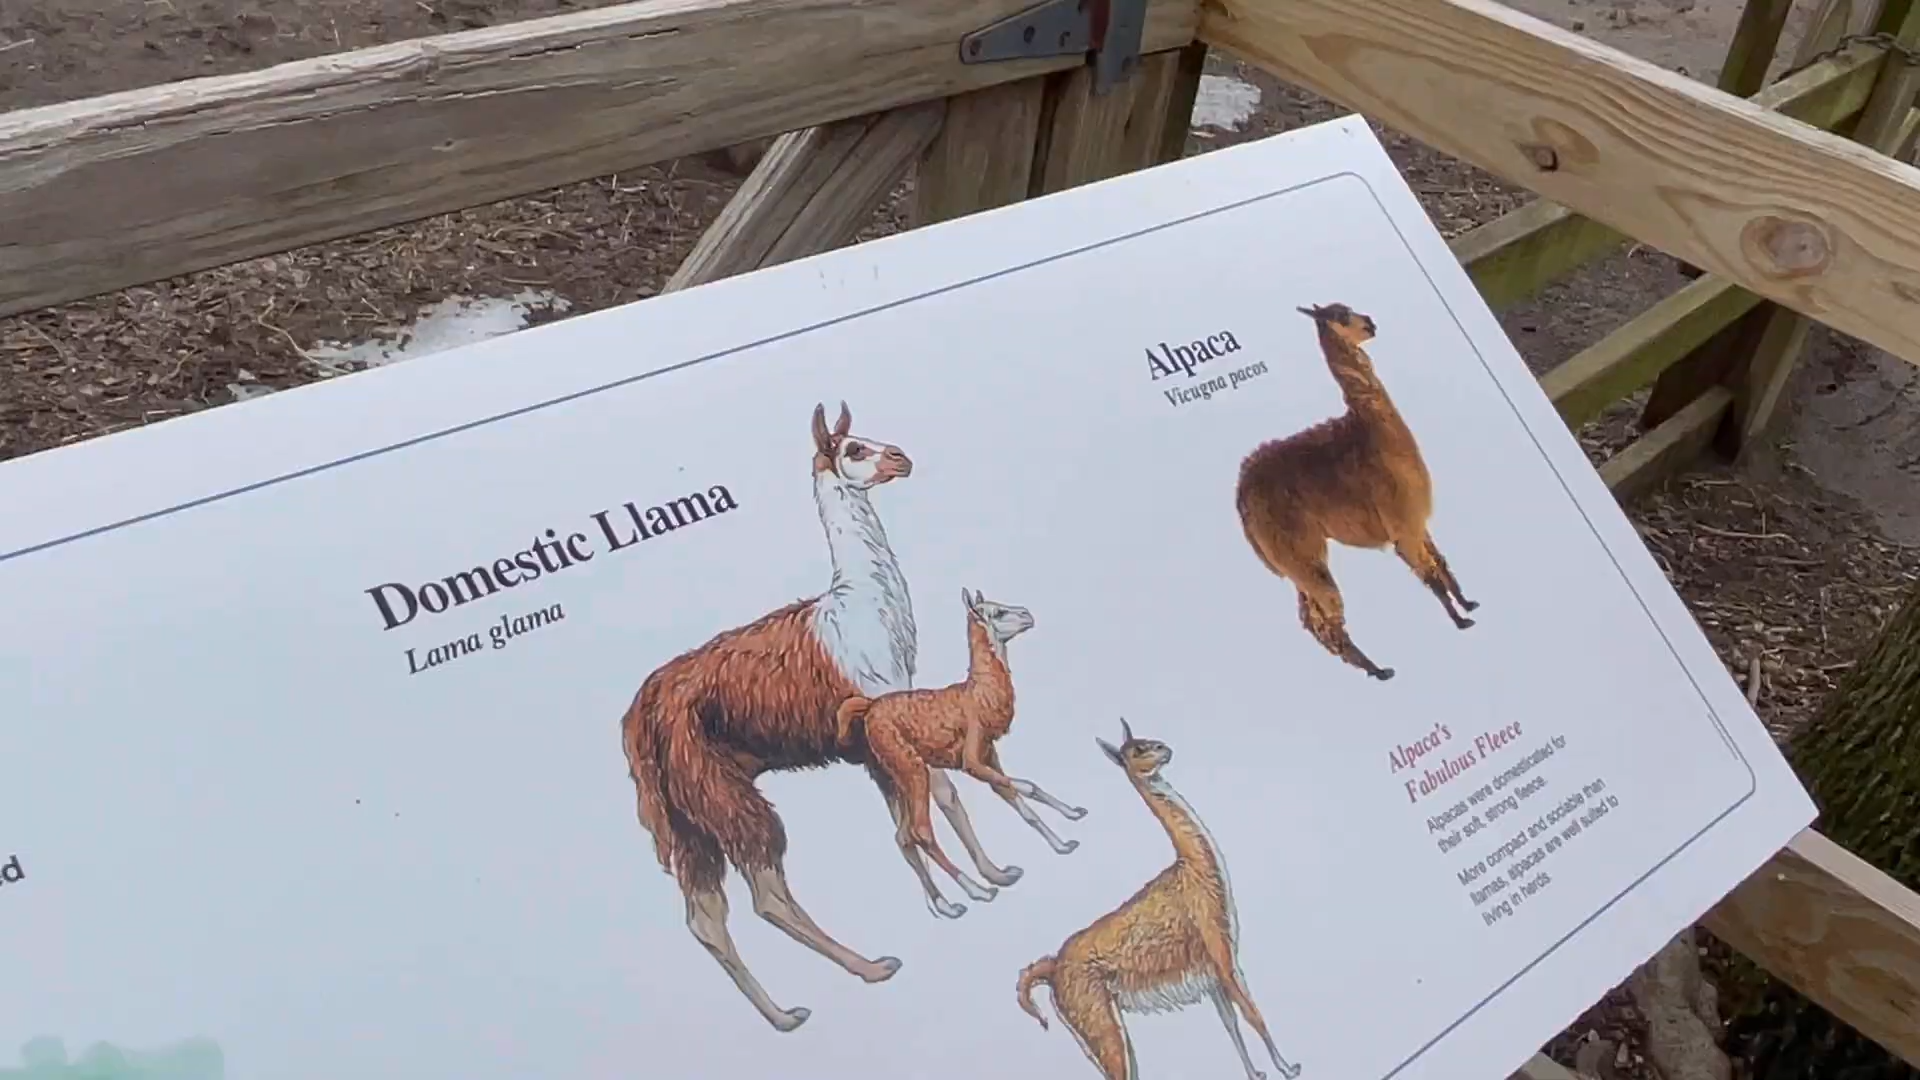 Domestic Llama
Lama glama
Alpaca
Vicugna pacos
Alpaca's
Fabulous Fleece
Alpacas were domesticated for
their soft, strong fleece.
More compact and sociable than
llamas, alpacas are well suited to
living in herds.